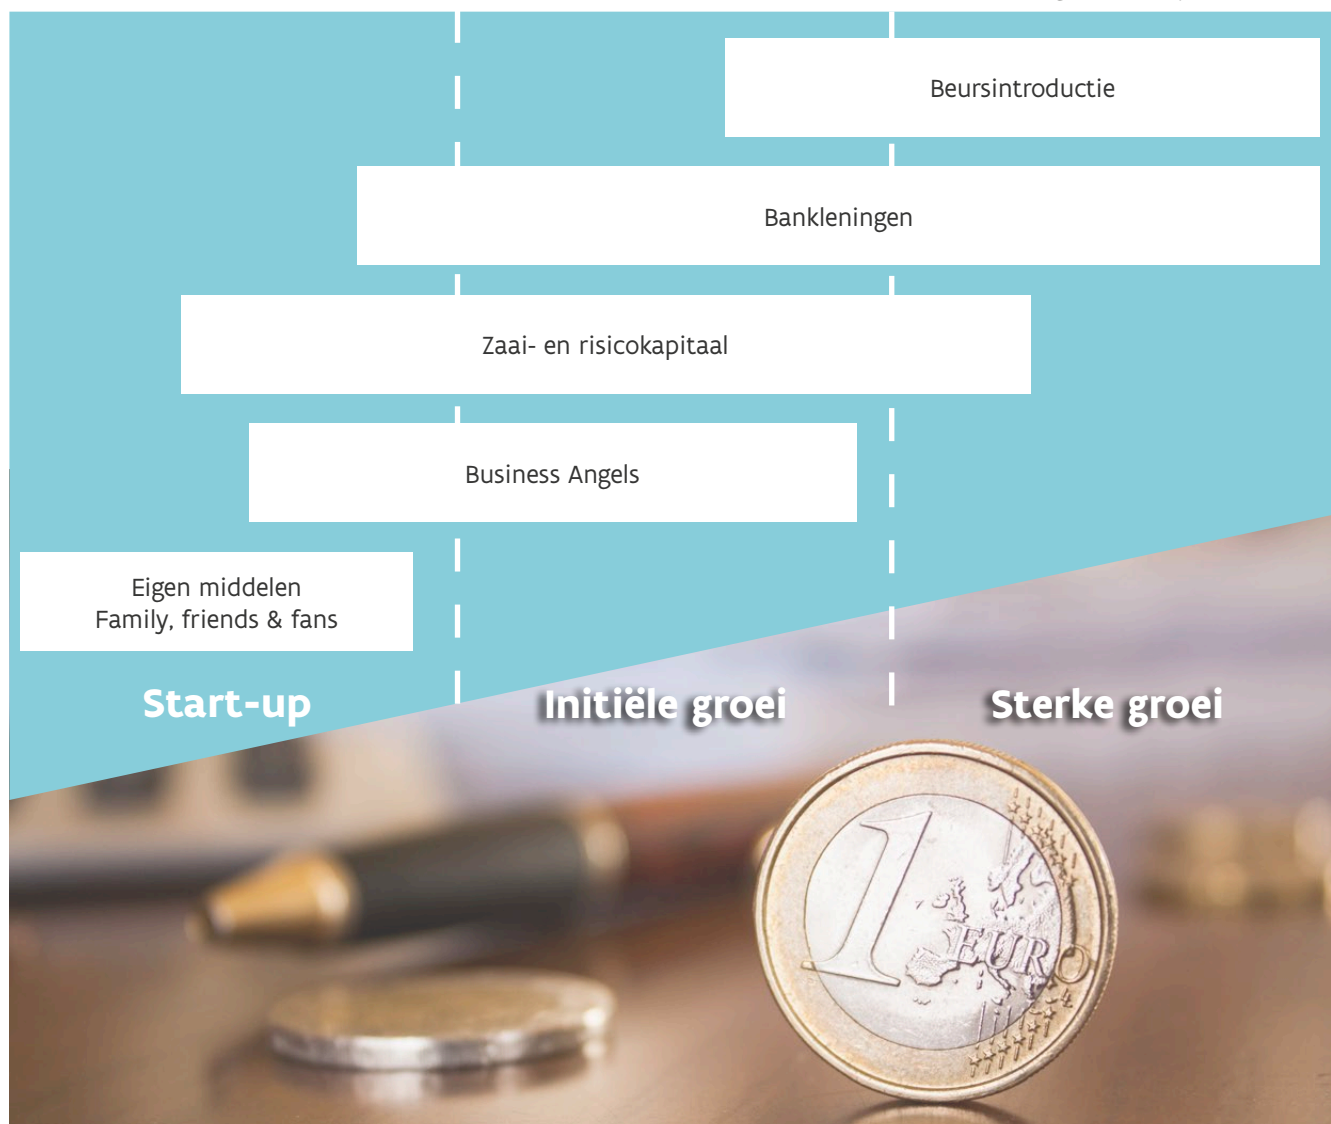 Beursintroductie
Bankleningen
Zaai- en risicokapitaal
Business Angels
Eigen middelen
Family, friends & fans
Start-up
Initiële groei
Sterke groei
1
EURO